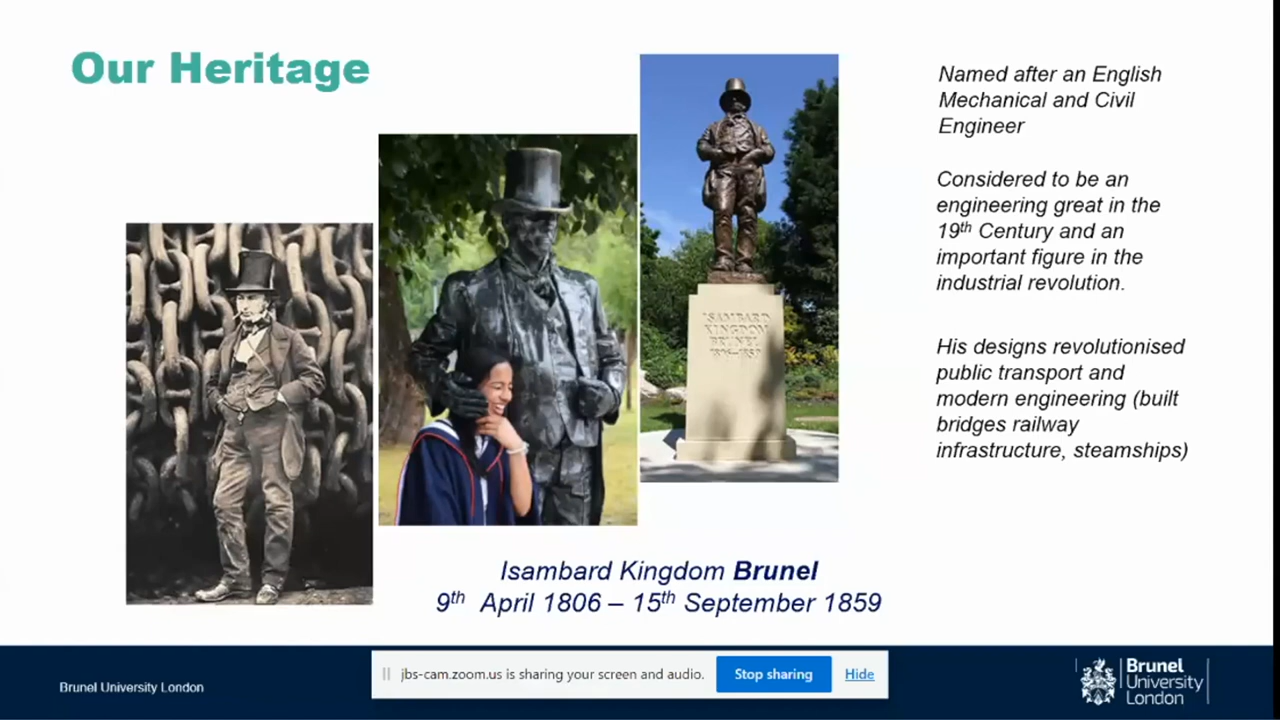 Our Heritage
Named after an English
Mechanical and Civil
Engineer
Considered to be an
engineering great in the
19th Century and an
important figure in the
industrial revolution.
His designs revolutionised
public transport and
modern engineering (built
bridges railway
infrastructure, steamships)
ISAMBARD
KINGDOM
BRUNEL
1806–1859
Isambard Kingdom Brunel
9th April 1806 – 15th September 1859
jbs-cam.zoom.us is sharing your screen and audio.
Stop sharing
Hide
Brunel University London
Brunel
University
London